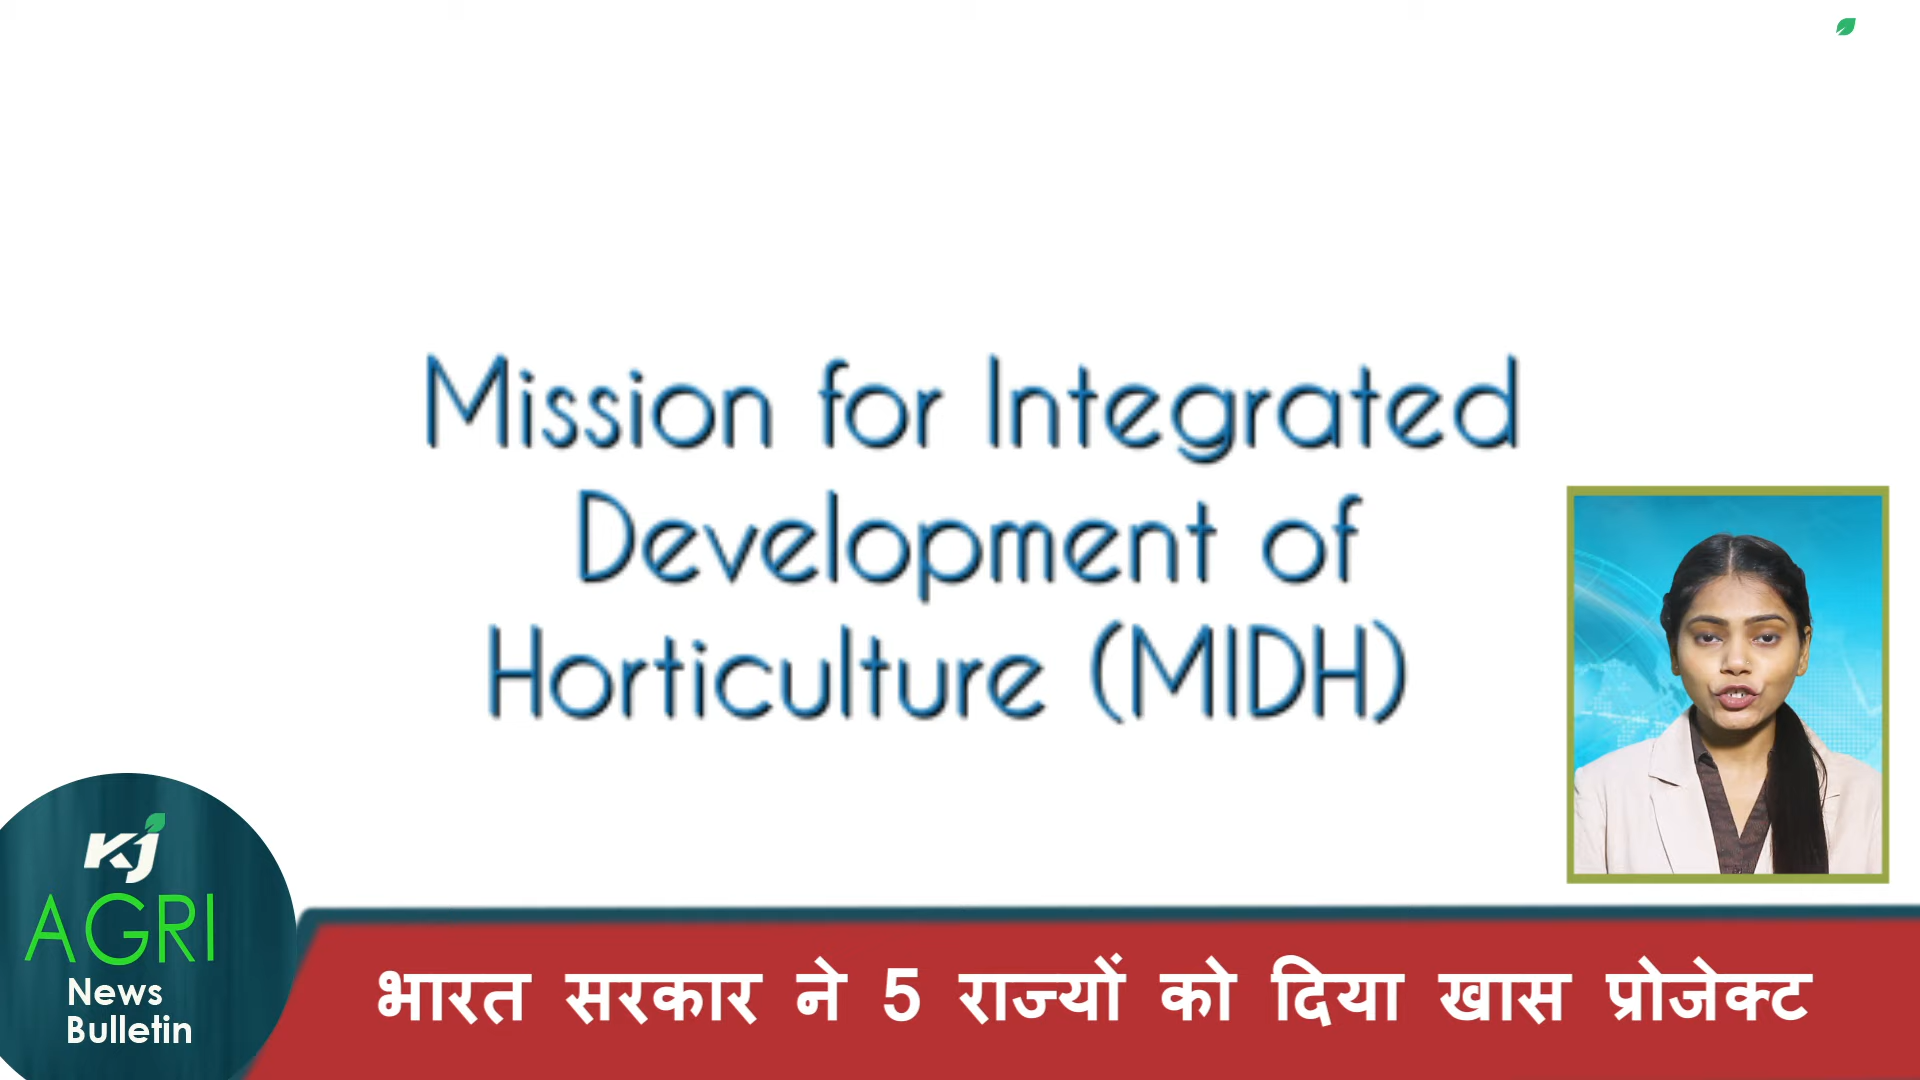 Mission for Integrated
Development of
Horticulture (MIDH)
KJ
AGRI
News
Bulletin
भारत सरकार ने 5 राज्यों को दिया खास प्रोजेक्ट